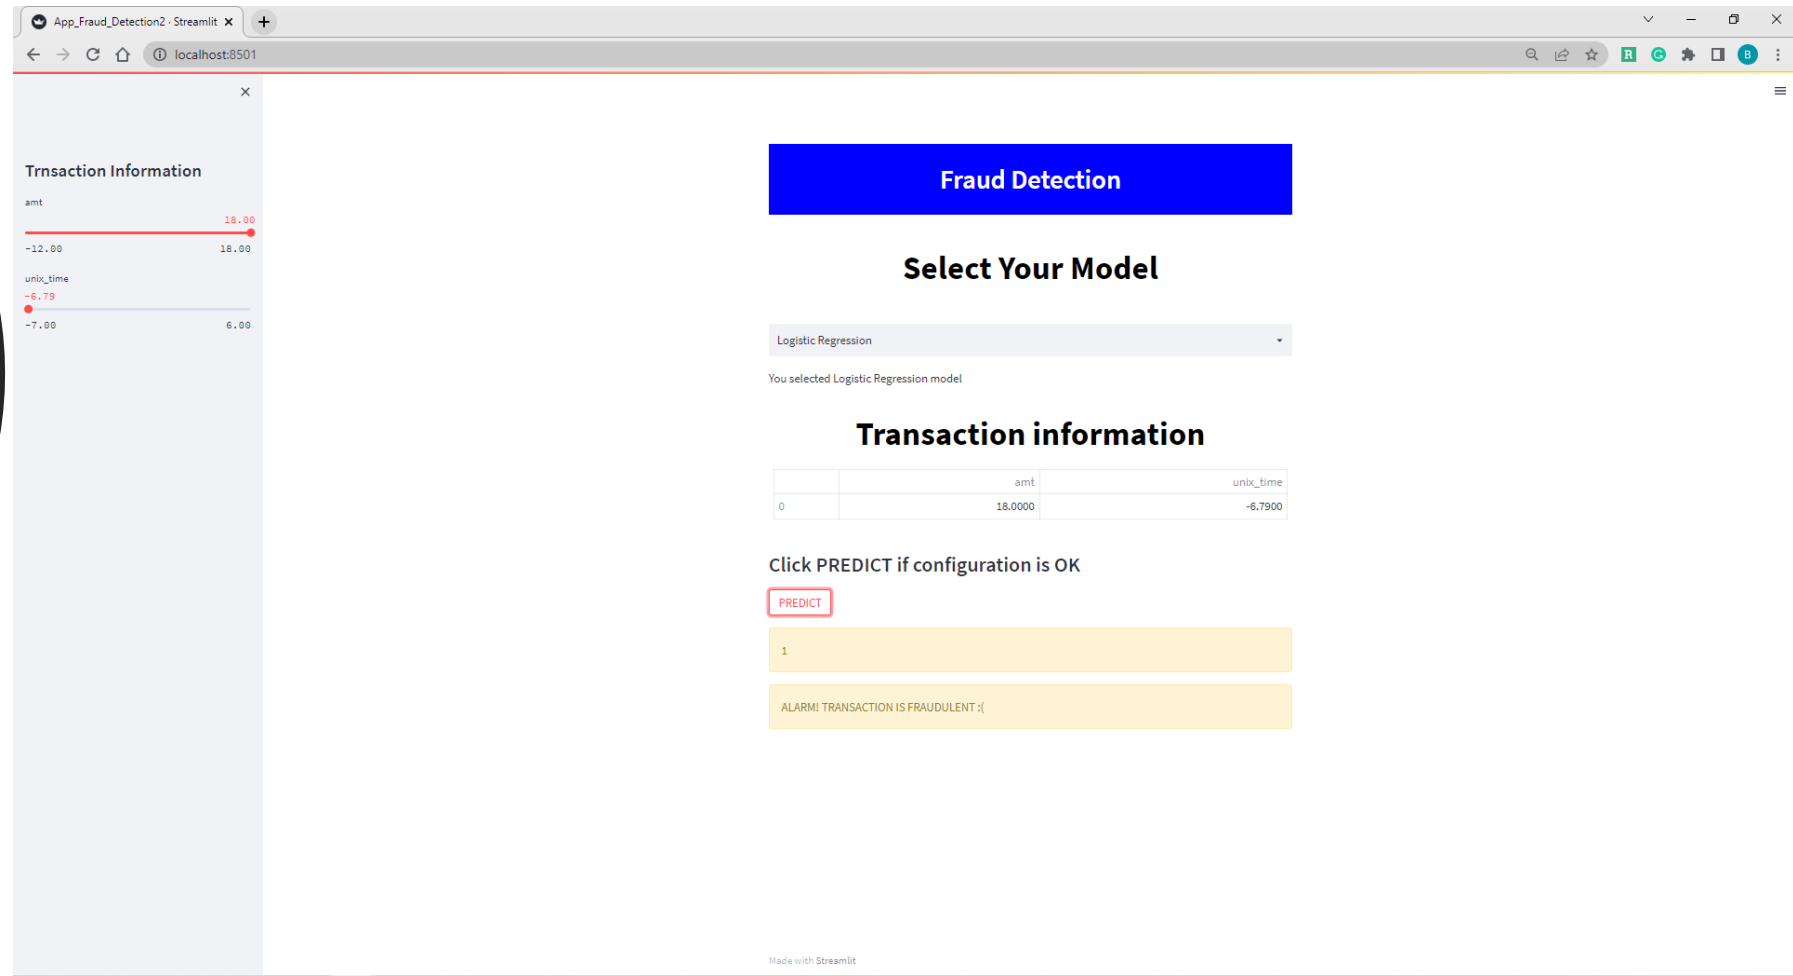 App_Fraud_Detection2 · Streamlit
localhost:8501
R G B
Trnsaction Information
amt
18.00
-12.00 18.00
unix_time
-6.79
-7.00 6.00
Fraud Detection
Select Your Model
Logistic Regression
You selected Logistic Regression model
Transaction information
amt unix_time
0 18.0000 -6.7900
Click PREDICT if configuration is OK
PREDICT
1
ALARM! TRANSACTION IS FRAUDULENT :(
Made with Streamlit